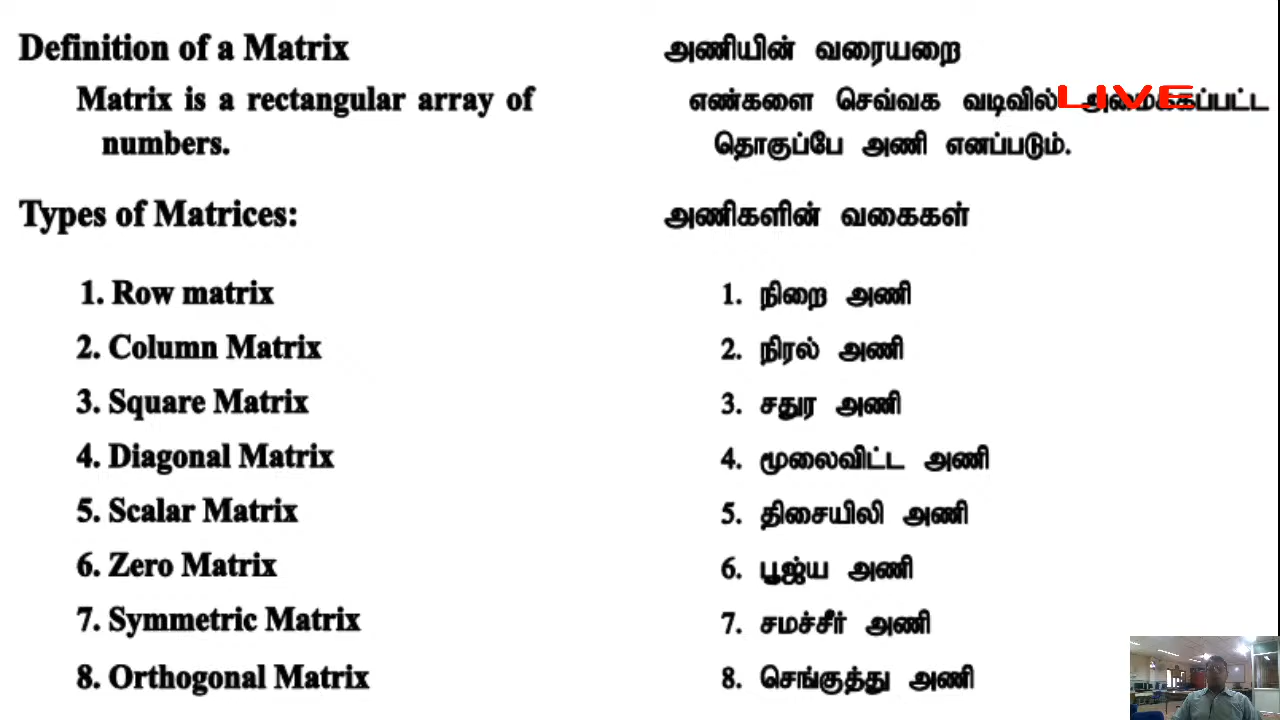 Definition of a Matrix
Matrix is a rectangular array of
numbers.
Types of Matrices:
1. Row matrix
2. Column Matrix
3. Square Matrix
4. Diagonal Matrix
5. Scalar Matrix
6. Zero Matrix
7. Symmetric Matrix
8. Orthogonal Matrix
அணியின் வரையறை
எண்களை செவ்வக வடிவில் அமைக்கப்பட்ட
தொகுப்பே அணி எனப்படும்.
அணிகளின் வகைகள்
1. நிறை அணி
2. நிரல் அணி
3. சதுர அணி
4. மூலைவிட்ட அணி
5. திசையிலி அணி
6. பூஜ்ய அணி
7. சமச்சீர் அணி
8. செங்குத்து அணி
LIVE